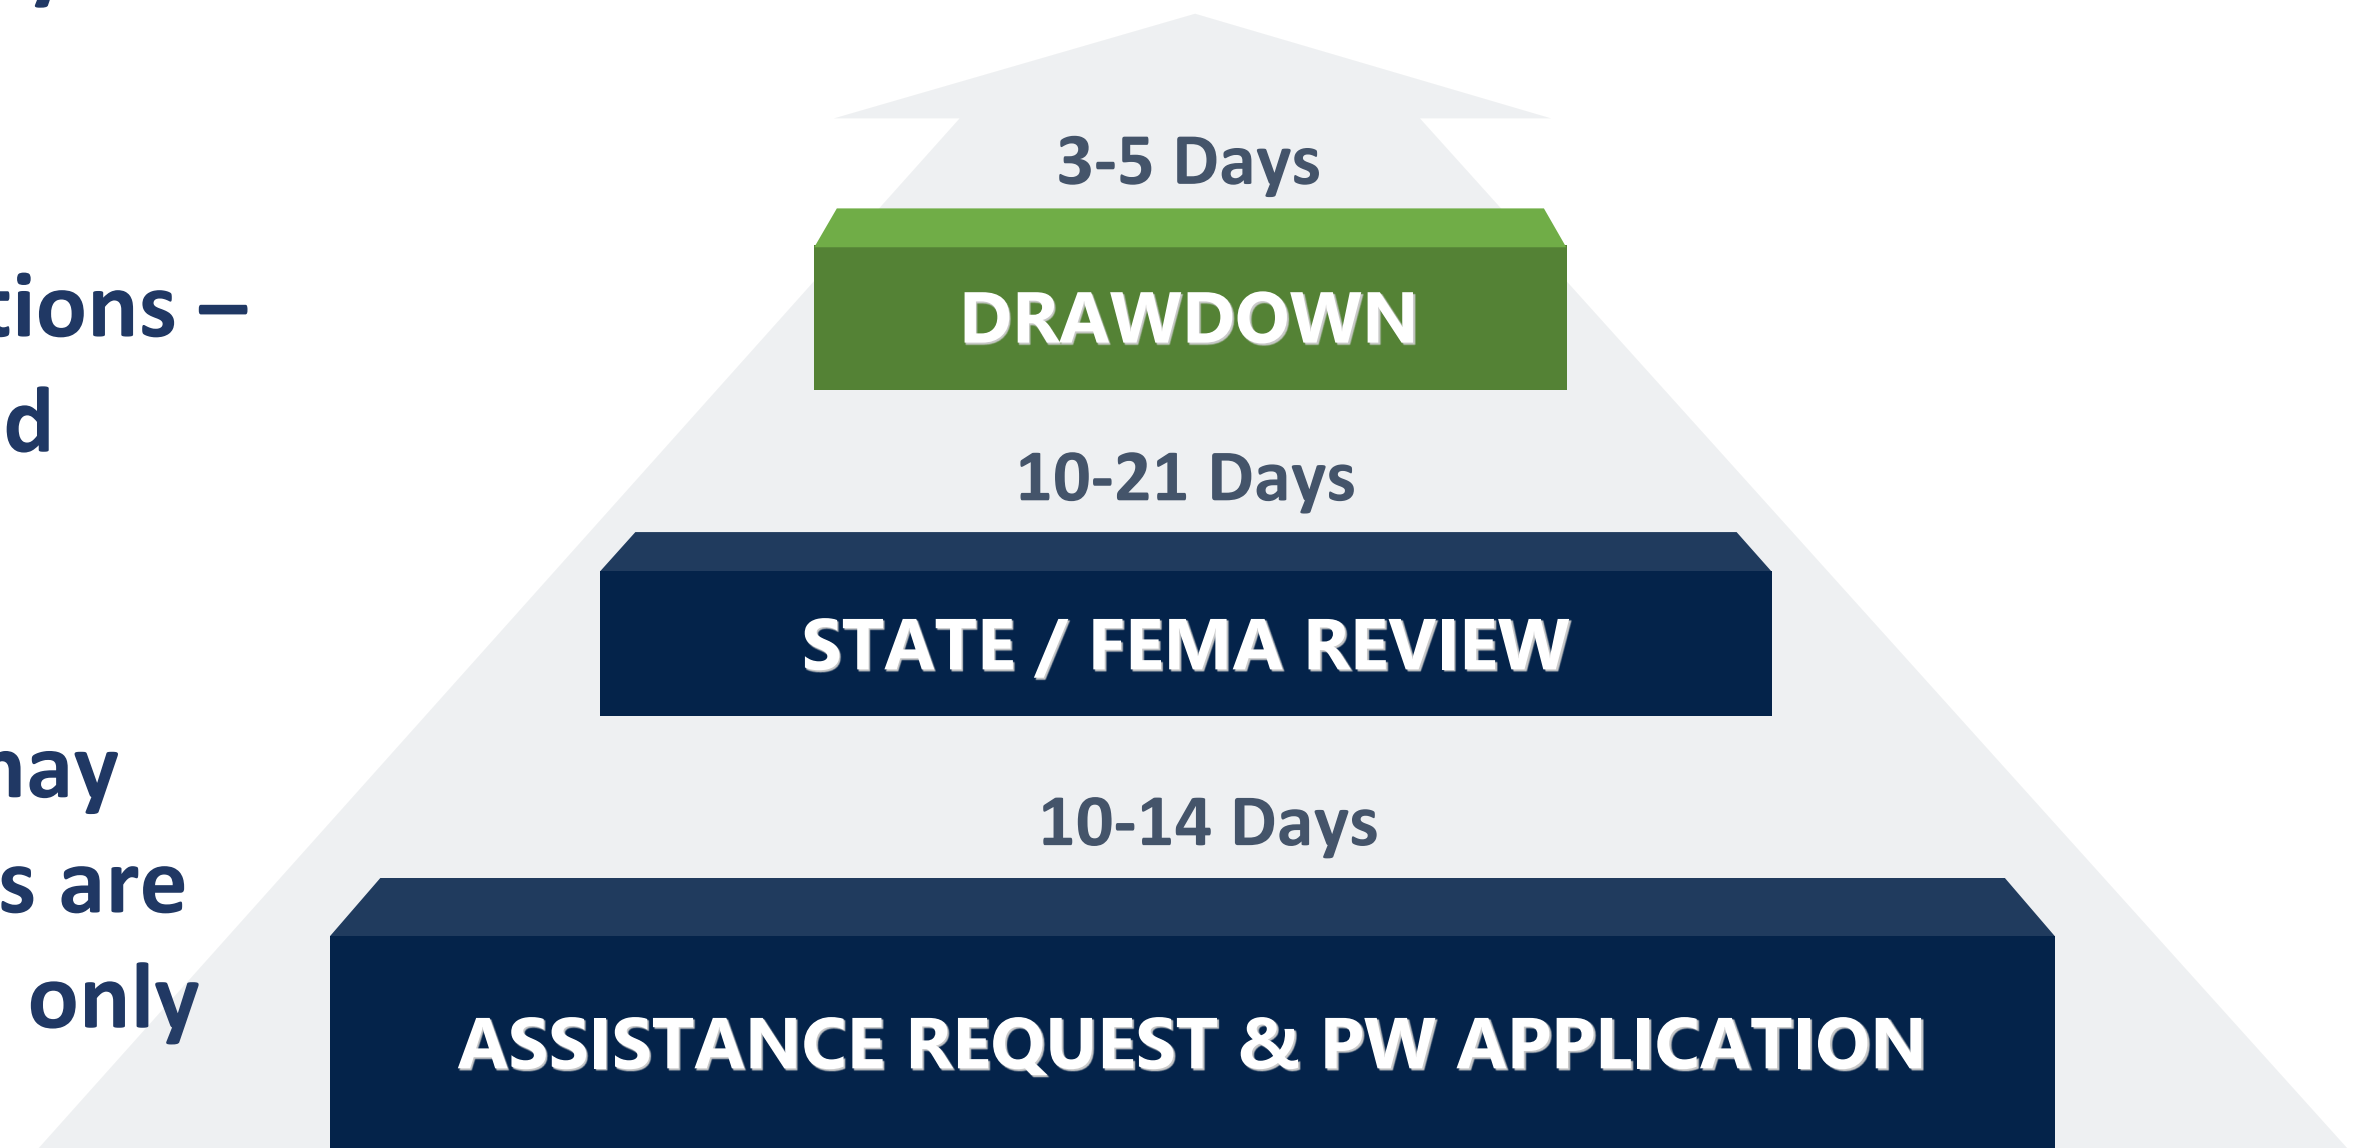 tions –
d
may
s are
only
3-5 Days
DRAWDOWN
10-21 Days
STATE / FEMA REVIEW
10-14 Days
ASSISTANCE REQUEST & PW APPLICATION